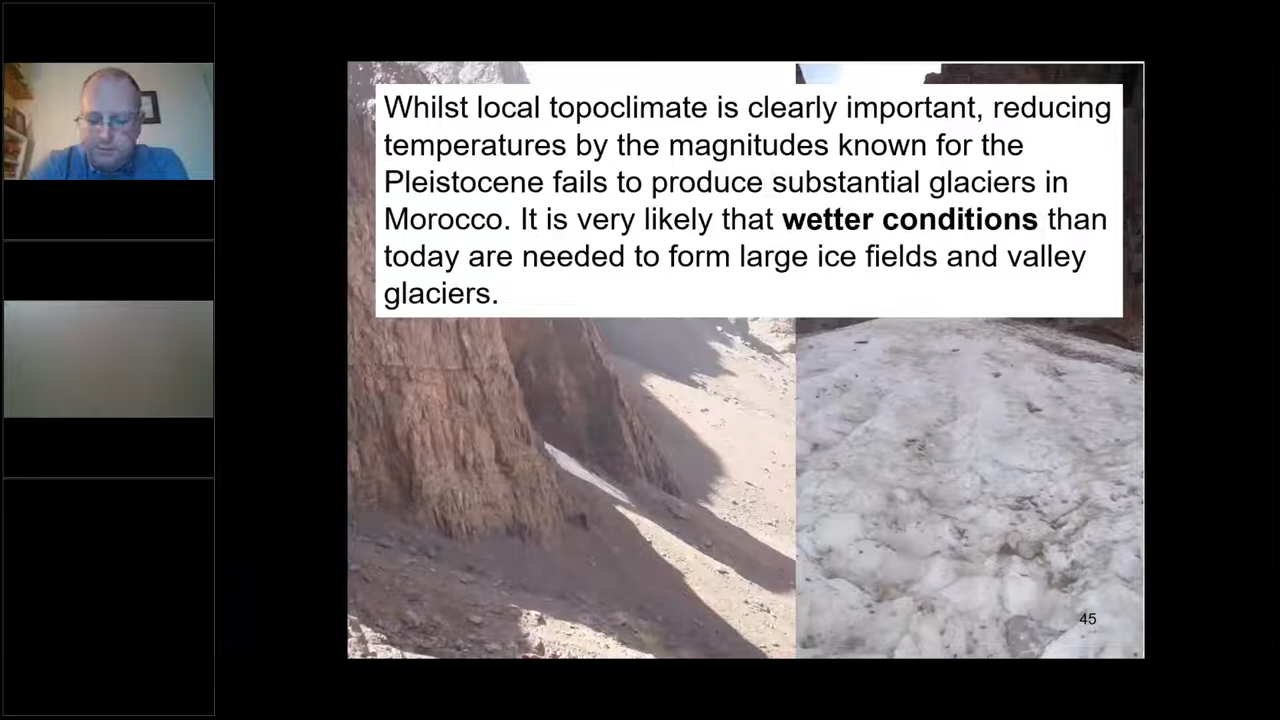 Whilst local topoclimate is clearly important, reducing
temperatures by the magnitudes known for the
Pleistocene fails to produce substantial glaciers in
Morocco. It is very likely that wetter conditions than
today are needed to form large ice fields and valley
glaciers.
45